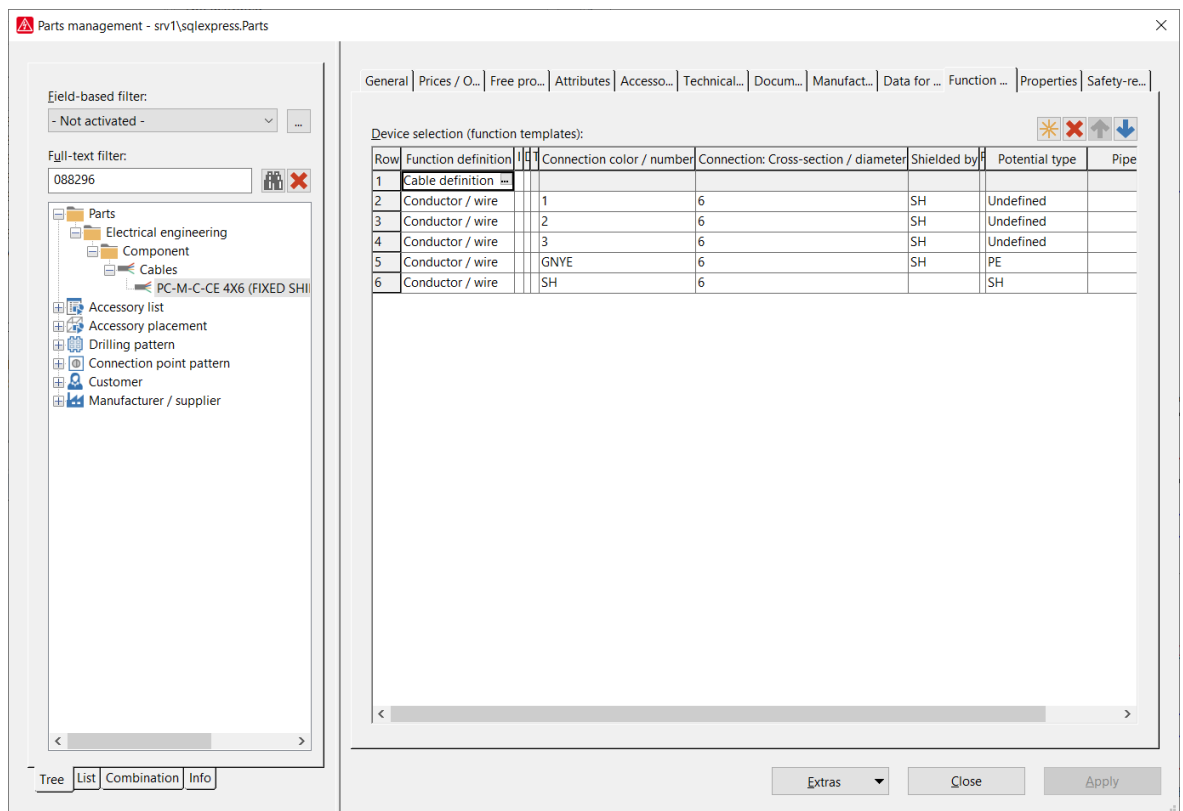 Parts management - srv1\sqlexpress.Parts
Field-based filter:
- Not activated -
...
Full-text filter:
088296
Parts
Electrical engineering
Component
Cables
PC-M-C-CE 4X6 (FIXED SHI
Accessory list
Accessory placement
Drilling pattern
Connection point pattern
Customer
Manufacturer / supplier
Tree List Combination Info
General Prices / O... Free pro... Attributes Accesso... Technical... Docum... Manufact... Data for ... Function ... Properties Safety-re...
Device selection (function templates):
Row Function definition I D T Connection color / number Connection: Cross-section / diameter Shielded by F Potential type Pipe
1 Cable definition ...
2 Conductor / wire 1 6 SH Undefined
3 Conductor / wire 2 6 SH Undefined
4 Conductor / wire 3 6 SH Undefined
5 Conductor / wire GNYE 6 SH PE
6 Conductor / wire SH 6 SH
Extras Close Apply